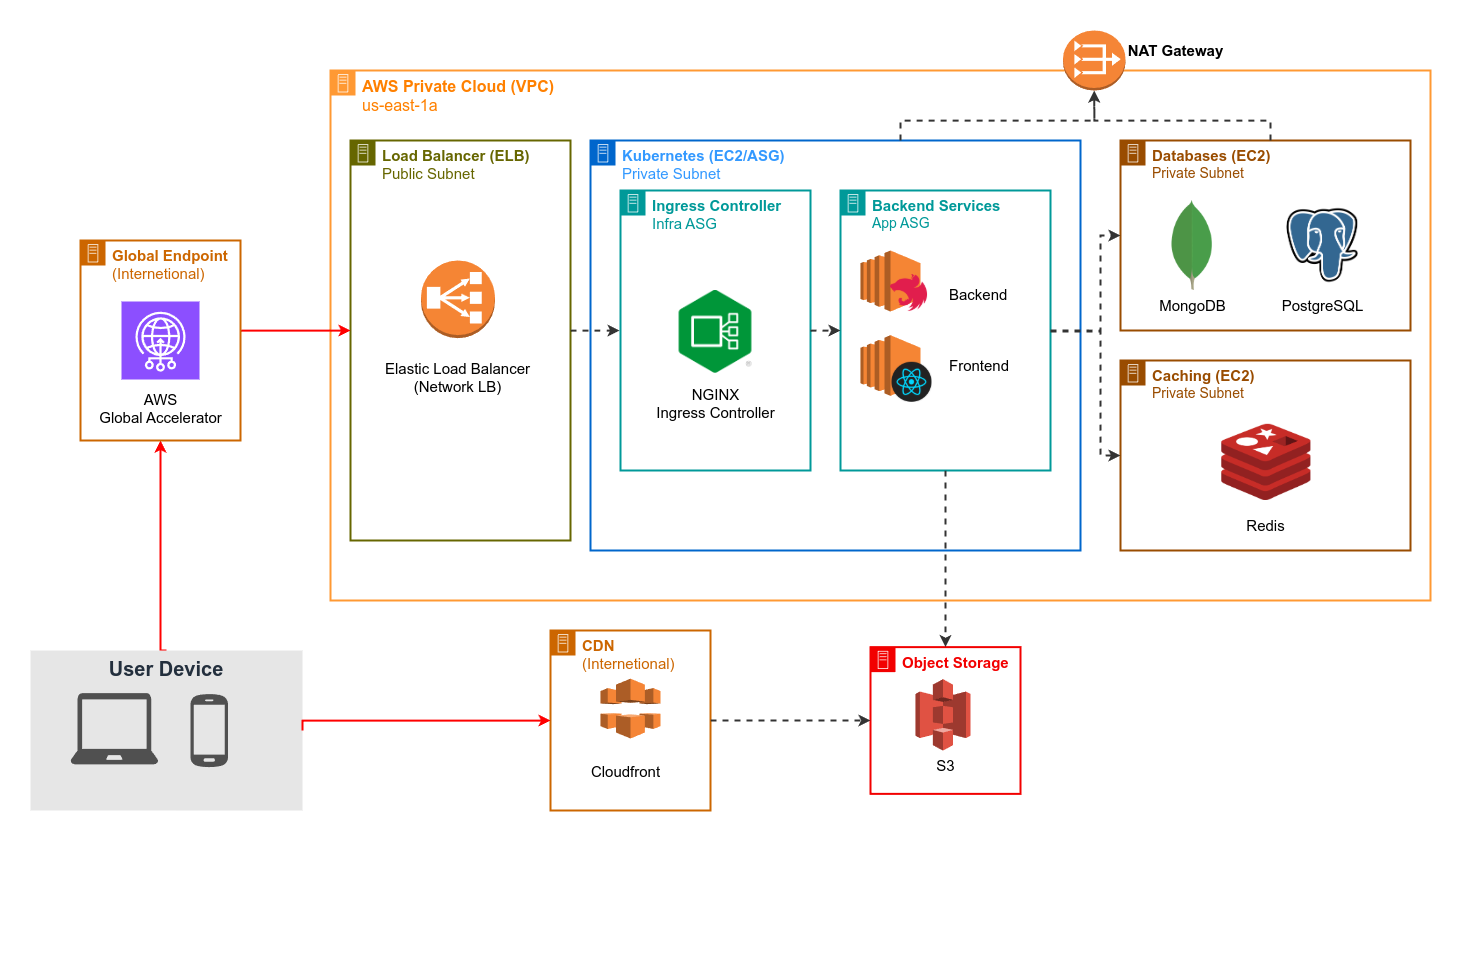 NAT Gateway
AWS Private Cloud (VPC)
us-east-1a
Load Balancer (ELB)
Public Subnet
Elastic Load Balancer
(Network LB)
Kubernetes (EC2/ASG)
Private Subnet
Ingress Controller
Infra ASG
NGINX
Ingress Controller
Backend Services
App ASG
Backend
Frontend
Databases (EC2)
Private Subnet
MongoDB
PostgreSQL
Caching (EC2)
Private Subnet
Redis
Global Endpoint
(Internetional)
AWS
Global Accelerator
User Device
CDN
(Internetional)
Cloudfront
Object Storage
S3